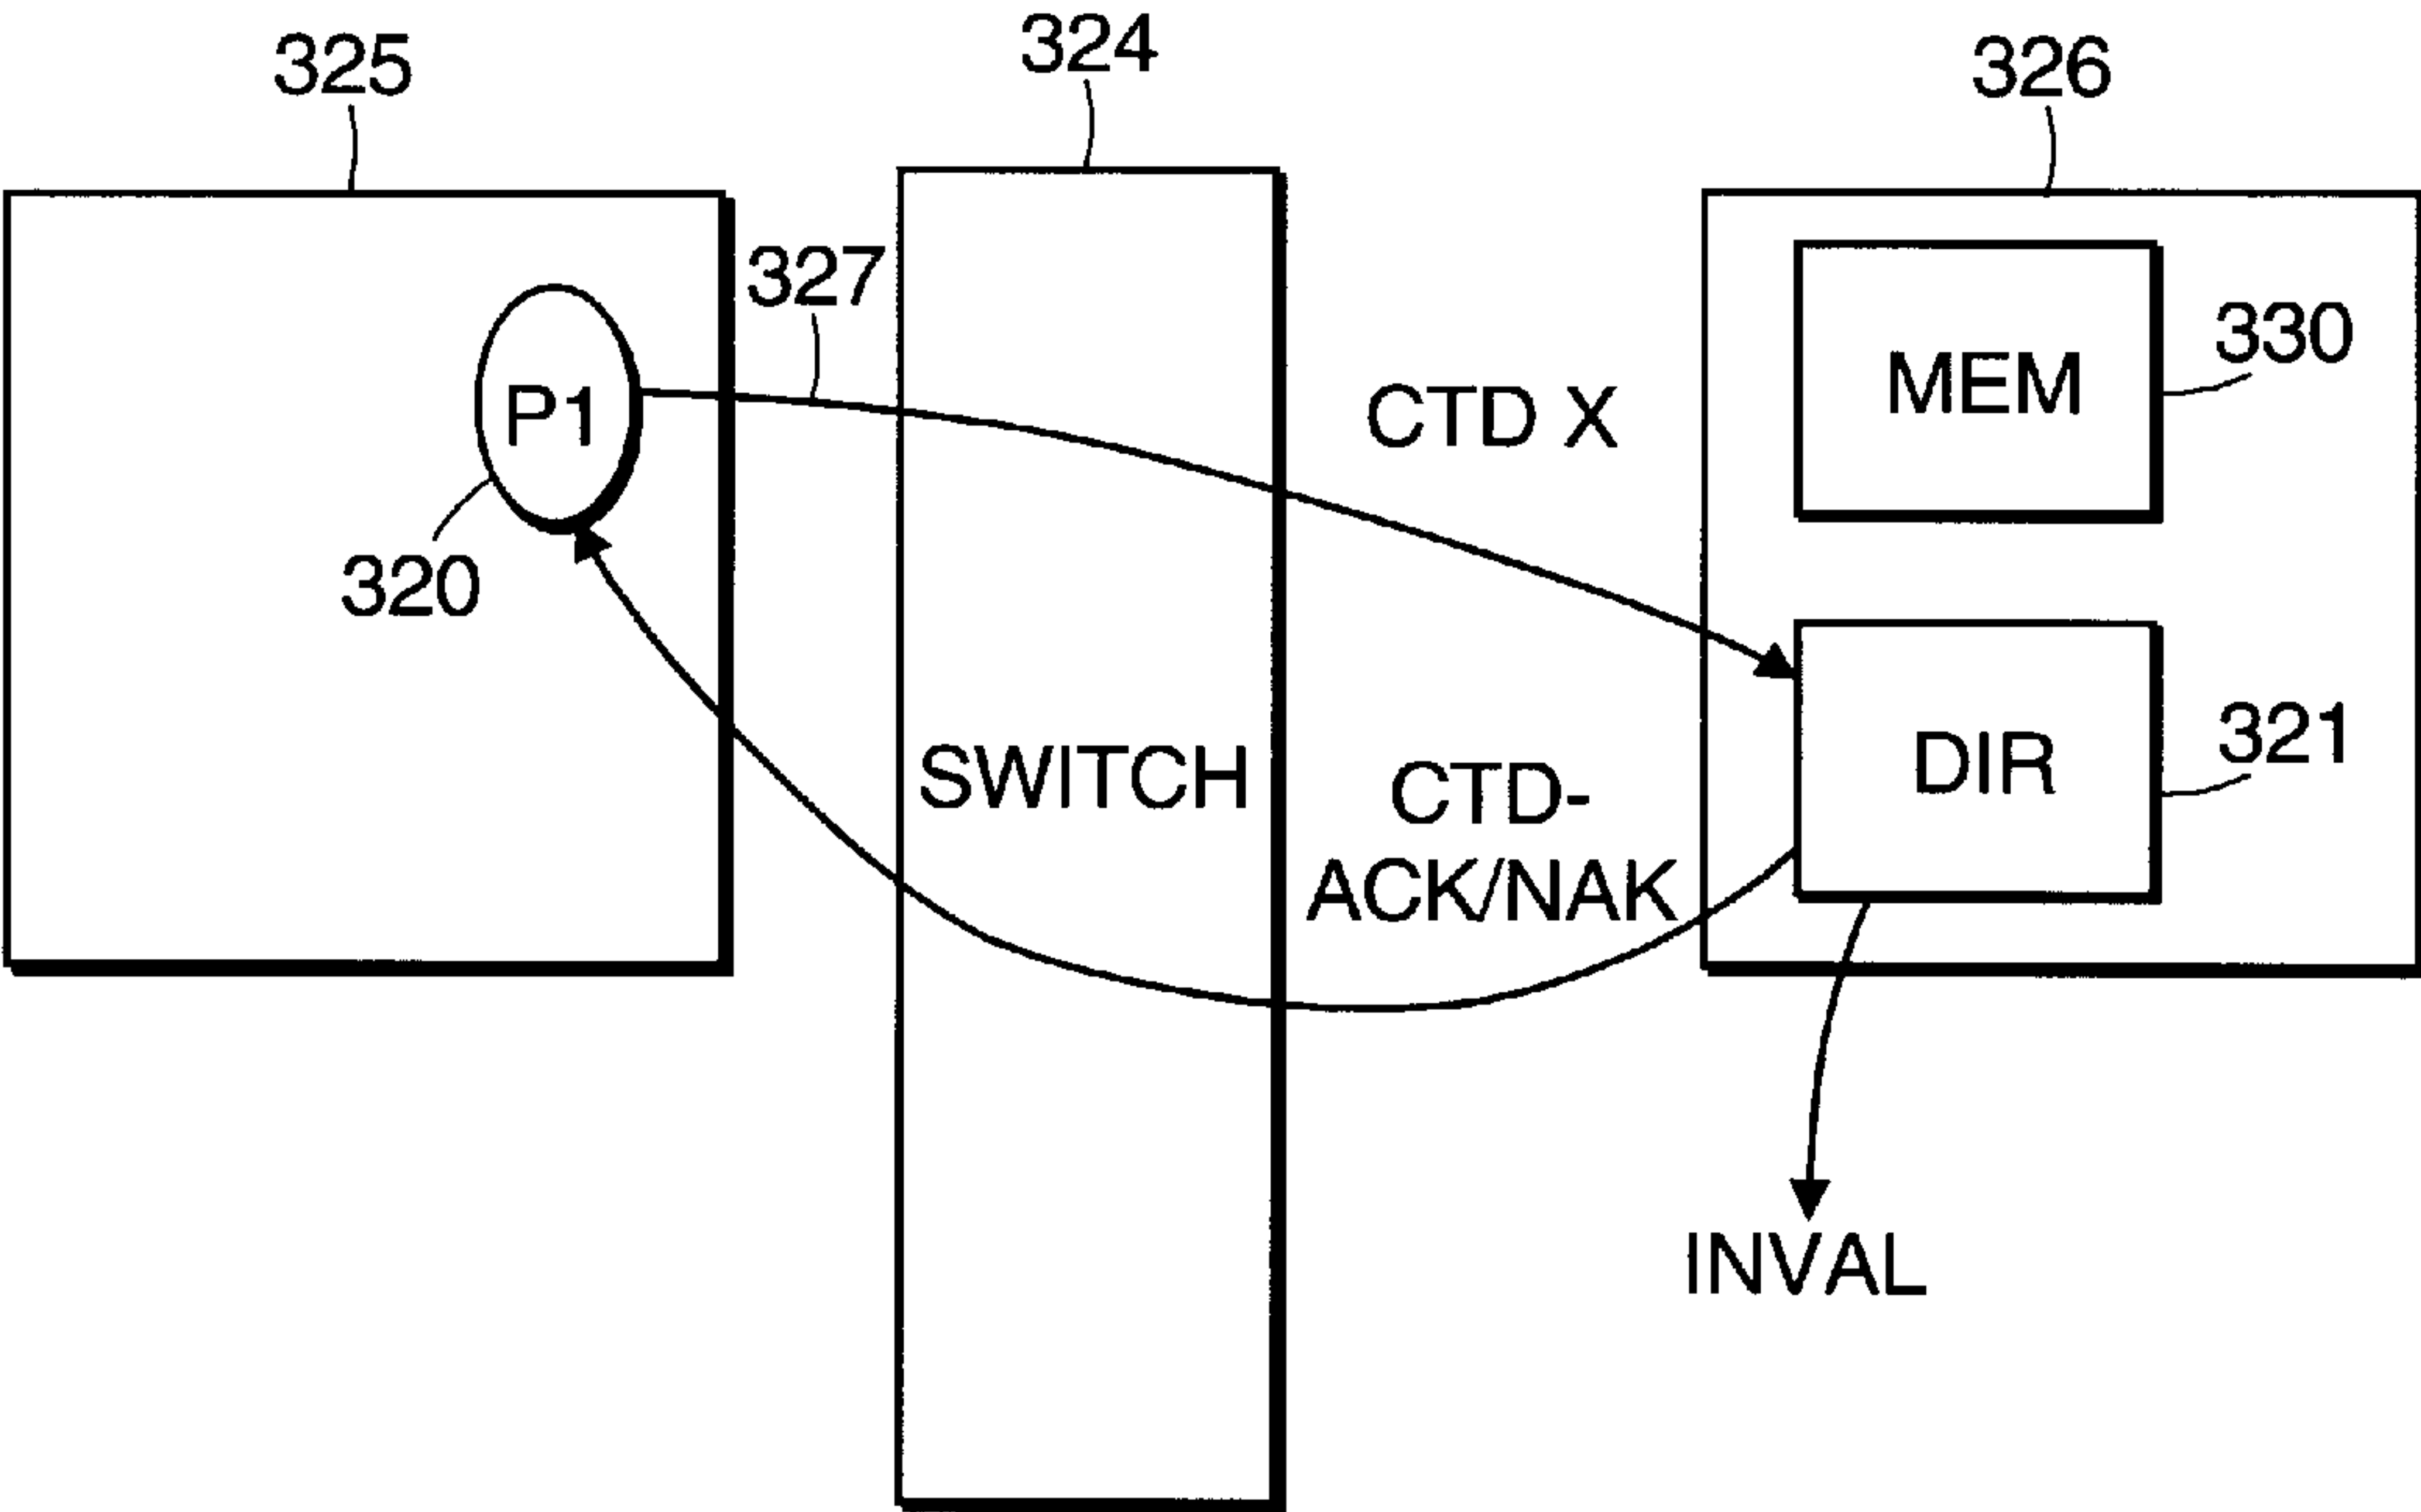 325
324
326
327
MEM
330
P1
CTD X
320
DIR
321
SWITCH
CTD-
ACK/NAK
INVAL